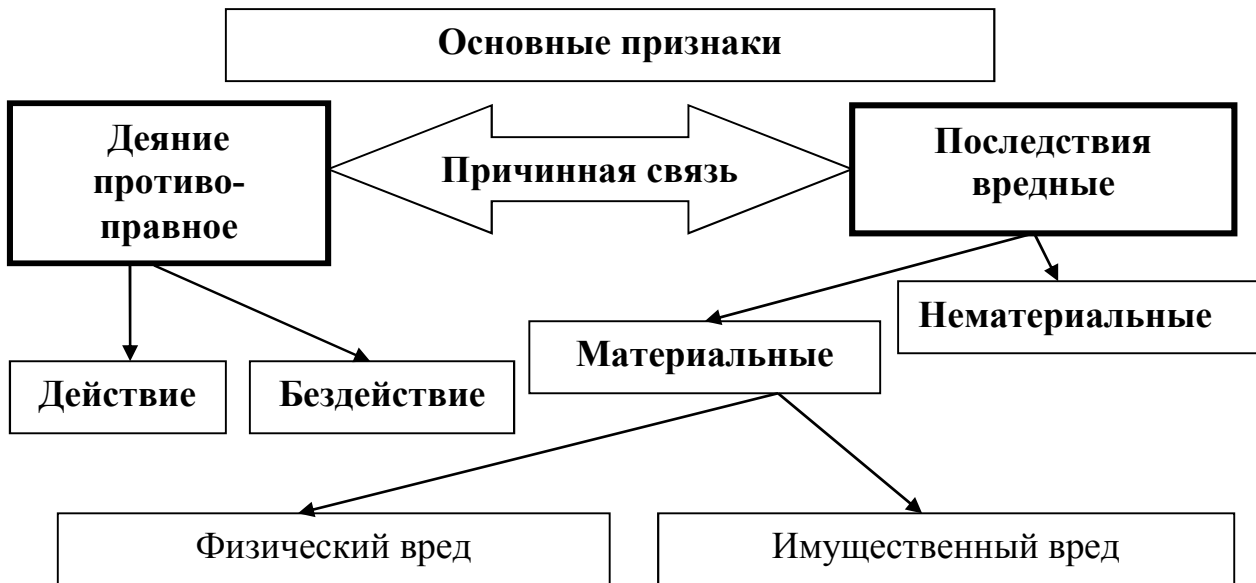 Основные признаки
Деяние
противо-
правное
Причинная связь
Последствия
вредные
Нематериальные
Материальные
Действие
Бездействие
Физический вред
Имущественный вред